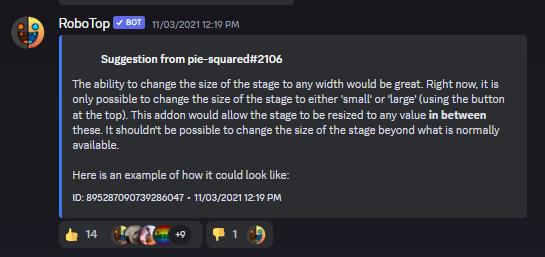 RoboTop ✓ BOT 11/03/2021 12:19 PM
Suggestion from pie-squared#2106
The ability to change the size of the stage to any width would be great. Right now, it is
only possible to change the size of the stage to either 'small' or 'large' (using the button
at the top). This addon would allow the stage to be resized to any value in between
these. It shouldn't be possible to change the size of the stage beyond what is normally
available.
Here is an example of how it could look like:
ID: 895287090739286047 • 11/03/2021 12:19 PM
👍 14 +9 👎 1